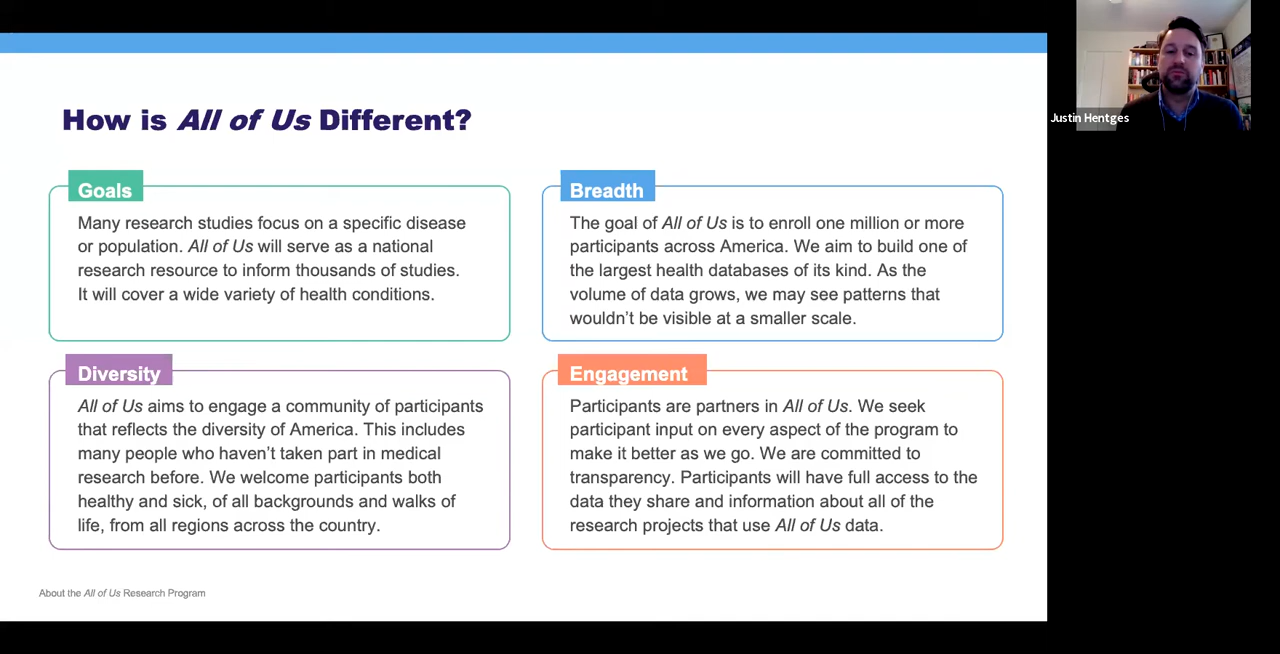 How is All of Us Different?
Goals
Many research studies focus on a specific disease
or population. All of Us will serve as a national
research resource to inform thousands of studies.
It will cover a wide variety of health conditions.
Breadth
The goal of All of Us is to enroll one million or more
participants across America. We aim to build one of
the largest health databases of its kind. As the
volume of data grows, we may see patterns that
wouldn't be visible at a smaller scale.
Diversity
All of Us aims to engage a community of participants
that reflects the diversity of America. This includes
many people who haven't taken part in medical
research before. We welcome participants both
healthy and sick, of all backgrounds and walks of
life, from all regions across the country.
Engagement
Participants are partners in All of Us. We seek
participant input on every aspect of the program to
make it better as we go. We are committed to
transparency. Participants will have full access to the
data they share and information about all of the
research projects that use All of Us data.
About the All of Us Research Program
Justin Hentges